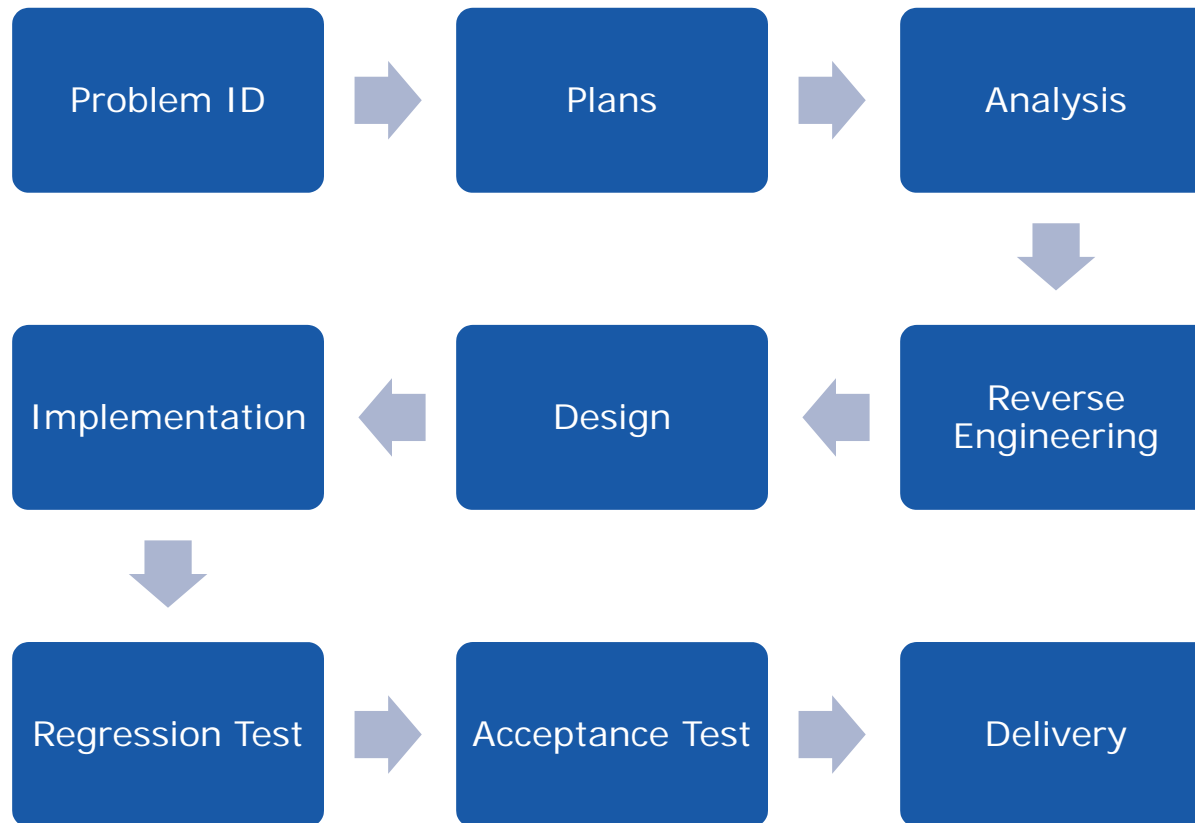 Problem ID
Plans
Analysis
Reverse
Engineering
Design
Implementation
Regression Test
Acceptance Test
Delivery